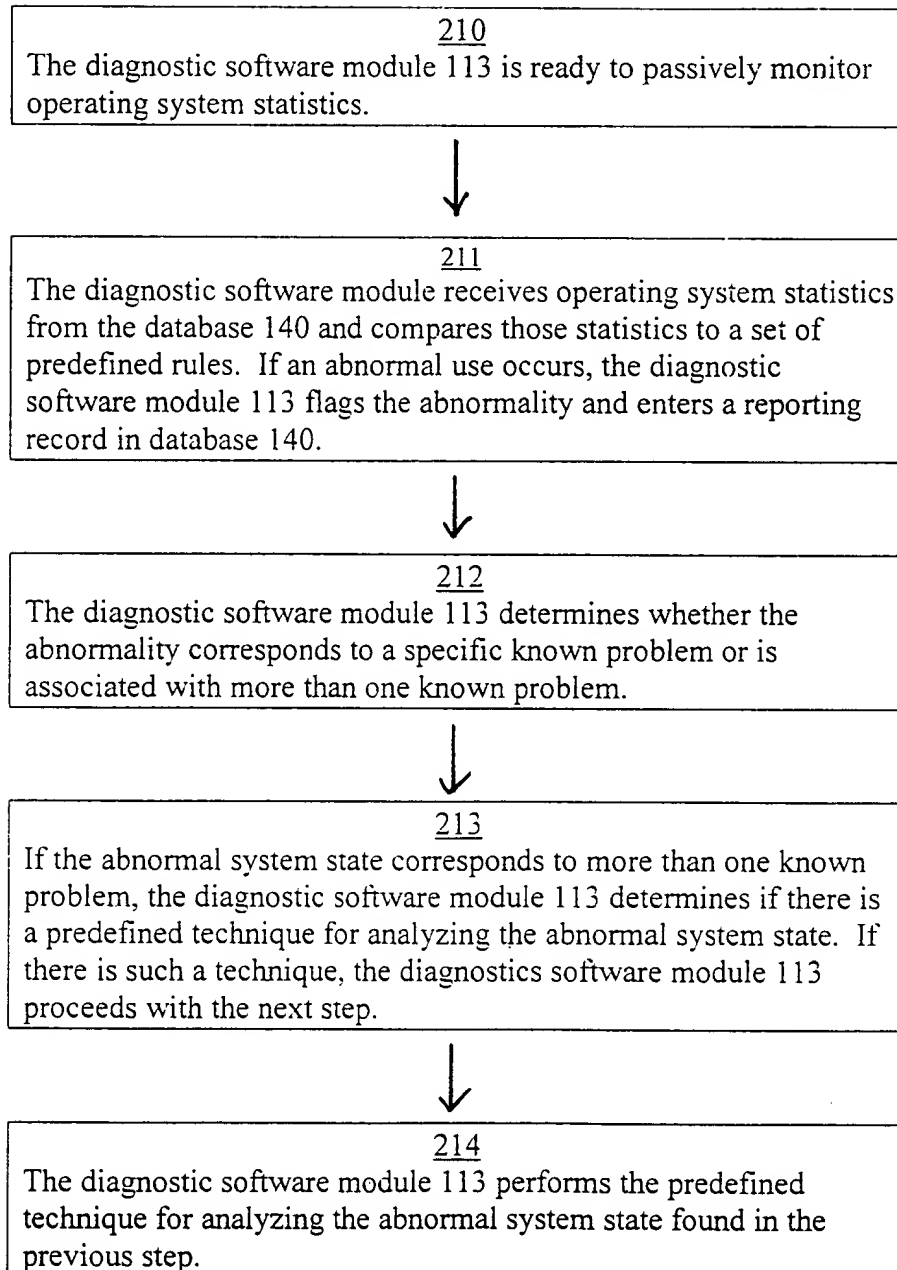 210
The diagnostic software module 113 is ready to passively monitor
operating system statistics.
211
The diagnostic software module receives operating system statistics
from the database 140 and compares those statistics to a set of
predefined rules. If an abnormal use occurs, the diagnostic
software module 113 flags the abnormality and enters a reporting
record in database 140.
212
The diagnostic software module 113 determines whether the
abnormality corresponds to a specific known problem or is
associated with more than one known problem.
213
If the abnormal system state corresponds to more than one known
problem, the diagnostic software module 113 determines if there is
a predefined technique for analyzing the abnormal system state. If
there is such a technique, the diagnostics software module 113
proceeds with the next step.
214
The diagnostic software module 113 performs the predefined
technique for analyzing the abnormal system state found in the
previous step.